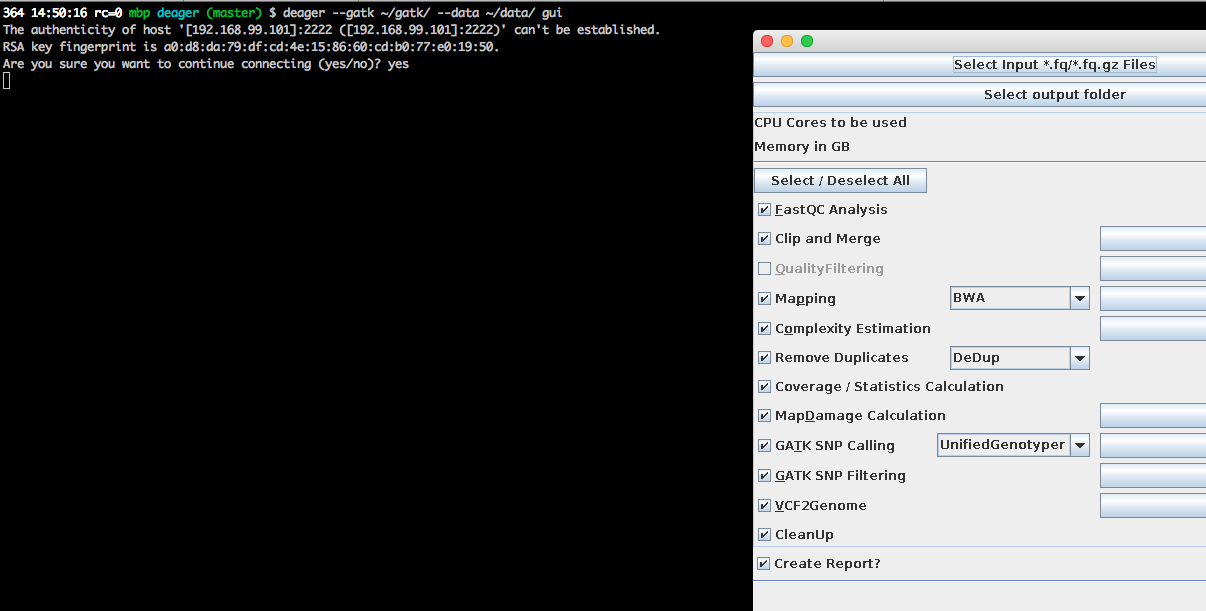 364 14:50:16 rc=0 mbp deager (master) $ deager --gatk ~/gatk/ --data ~/data/ gui
The authenticity of host '[192.168.99.101]:2222 ([192.168.99.101]:2222)' can't be established.
RSA key fingerprint is a0:d8:da:79:df:cd:4e:15:86:60:cd:b0:77:e0:19:50.
Are you sure you want to continue connecting (yes/no)? yes
Select Input *.fq/*.fq.gz Files
Select output folder
CPU Cores to be used
Memory in GB
Select / Deselect All
FastQC Analysis
Clip and Merge
QualityFiltering
Mapping BWA
Complexity Estimation
Remove Duplicates DeDup
Coverage / Statistics Calculation
MapDamage Calculation
GATK SNP Calling UnifiedGenotyper
GATK SNP Filtering
VCF2Genome
CleanUp
Create Report?